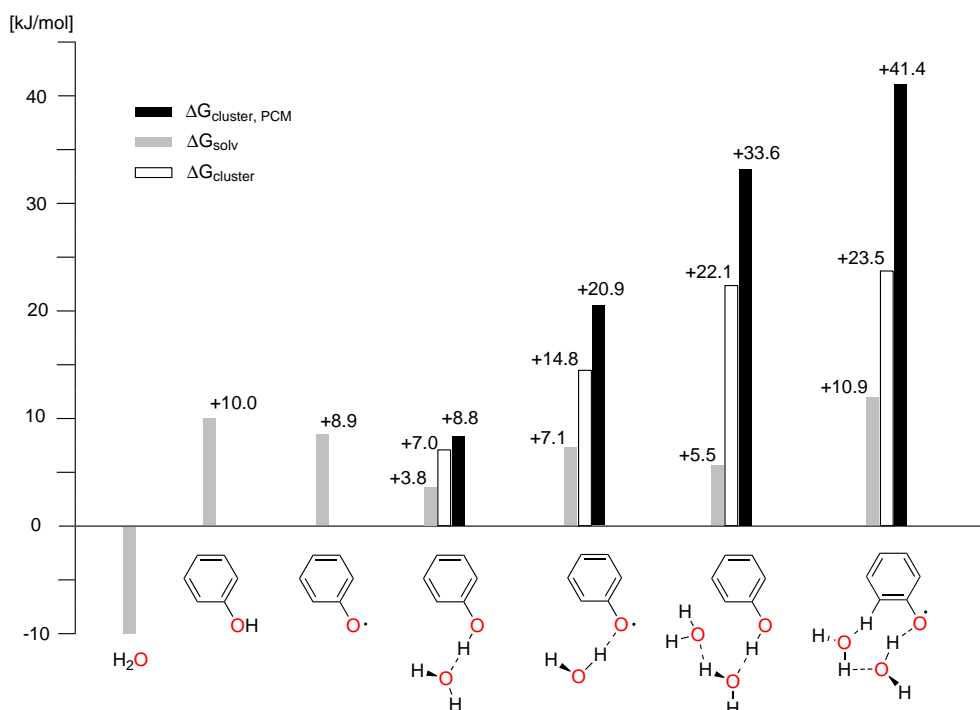 [kJ/mol]
+41.4
40
ΔGcluster, PCM
ΔGsolv
ΔGcluster
+33.6
30
+22.1
+23.5
+20.9
20
+14.8
+10.9
10
+10.0
+8.9
+8.8
+7.0
+7.1
+3.8
+5.5
0
-10
H2O
OH
O·
O
H
H
O
H
O·
H
H
O
H
O
H
H
O
H
H
O
H
H
O·
H
O
H
H
H
O
H